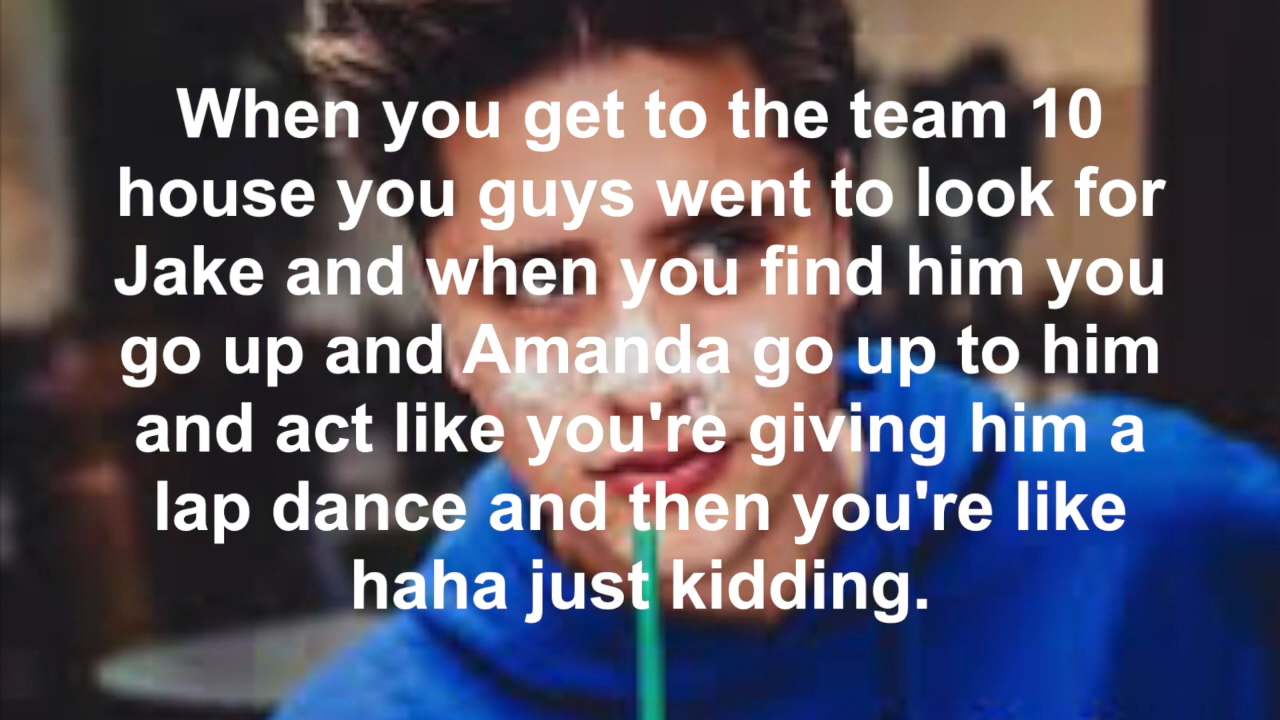 When you get to the team 10
house you guys went to look for
Jake and when you find him you
go up and Amanda go up to him
and act like you're giving him a
lap dance and then you're like
haha just kidding.